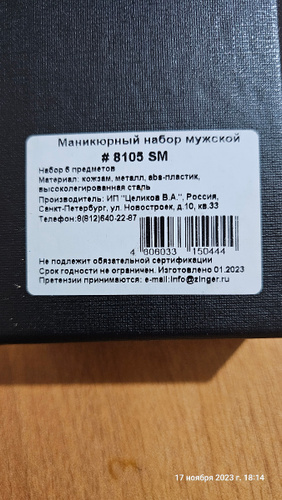 Маникюрный набор мужской
# 8105 SM
Набор 6 предметов
Материал: кожзам, металл, abs-пластик,
высоколегированная сталь
Производитель: ИП "Целиков В.А.", Россия,
Санкт-Петербург, ул. Новостроек, д.10, кв.33
Телефон:8(812)640-22-87
4 606033 150444
Не подлежит обязательной сертификации
Срок годности не ограничен. Изготовлено 01.2023
Претензии принимаются: e-mail:info@zinger.ru
17 ноября 2023 г. 18:14